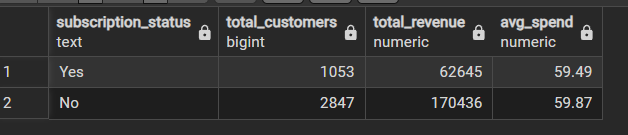 subscription_status total_customers total_revenue avg_spend
text bigint numeric numeric
1 Yes 1053 62645 59.49
2 No 2847 170436 59.87